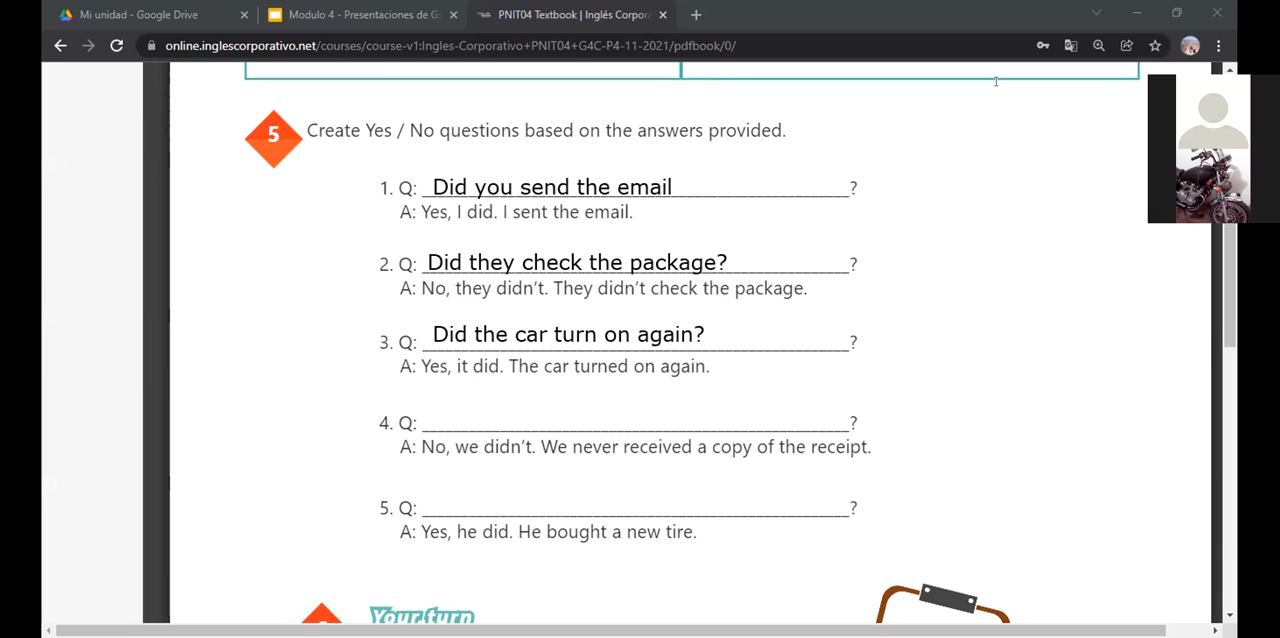 Mi unidad - Google Drive
Modulo 4 - Presentaciones de G
PNIT04 Textbook | Inglés Corpor
online.inglescorporativo.net/courses/course-v1:Ingles-Corporativo+PNIT04+G4C-P4-11-2021/pdfbook/0/
5 Create Yes / No questions based on the answers provided.
1. Q: Did you send the email ?
A: Yes, I did. I sent the email.
2. Q: Did they check the package? ?
A: No, they didn't. They didn't check the package.
3. Q: Did the car turn on again? ?
A: Yes, it did. The car turned on again.
4. Q: ?
A: No, we didn't. We never received a copy of the receipt.
5. Q: ?
A: Yes, he did. He bought a new tire.
Your turn